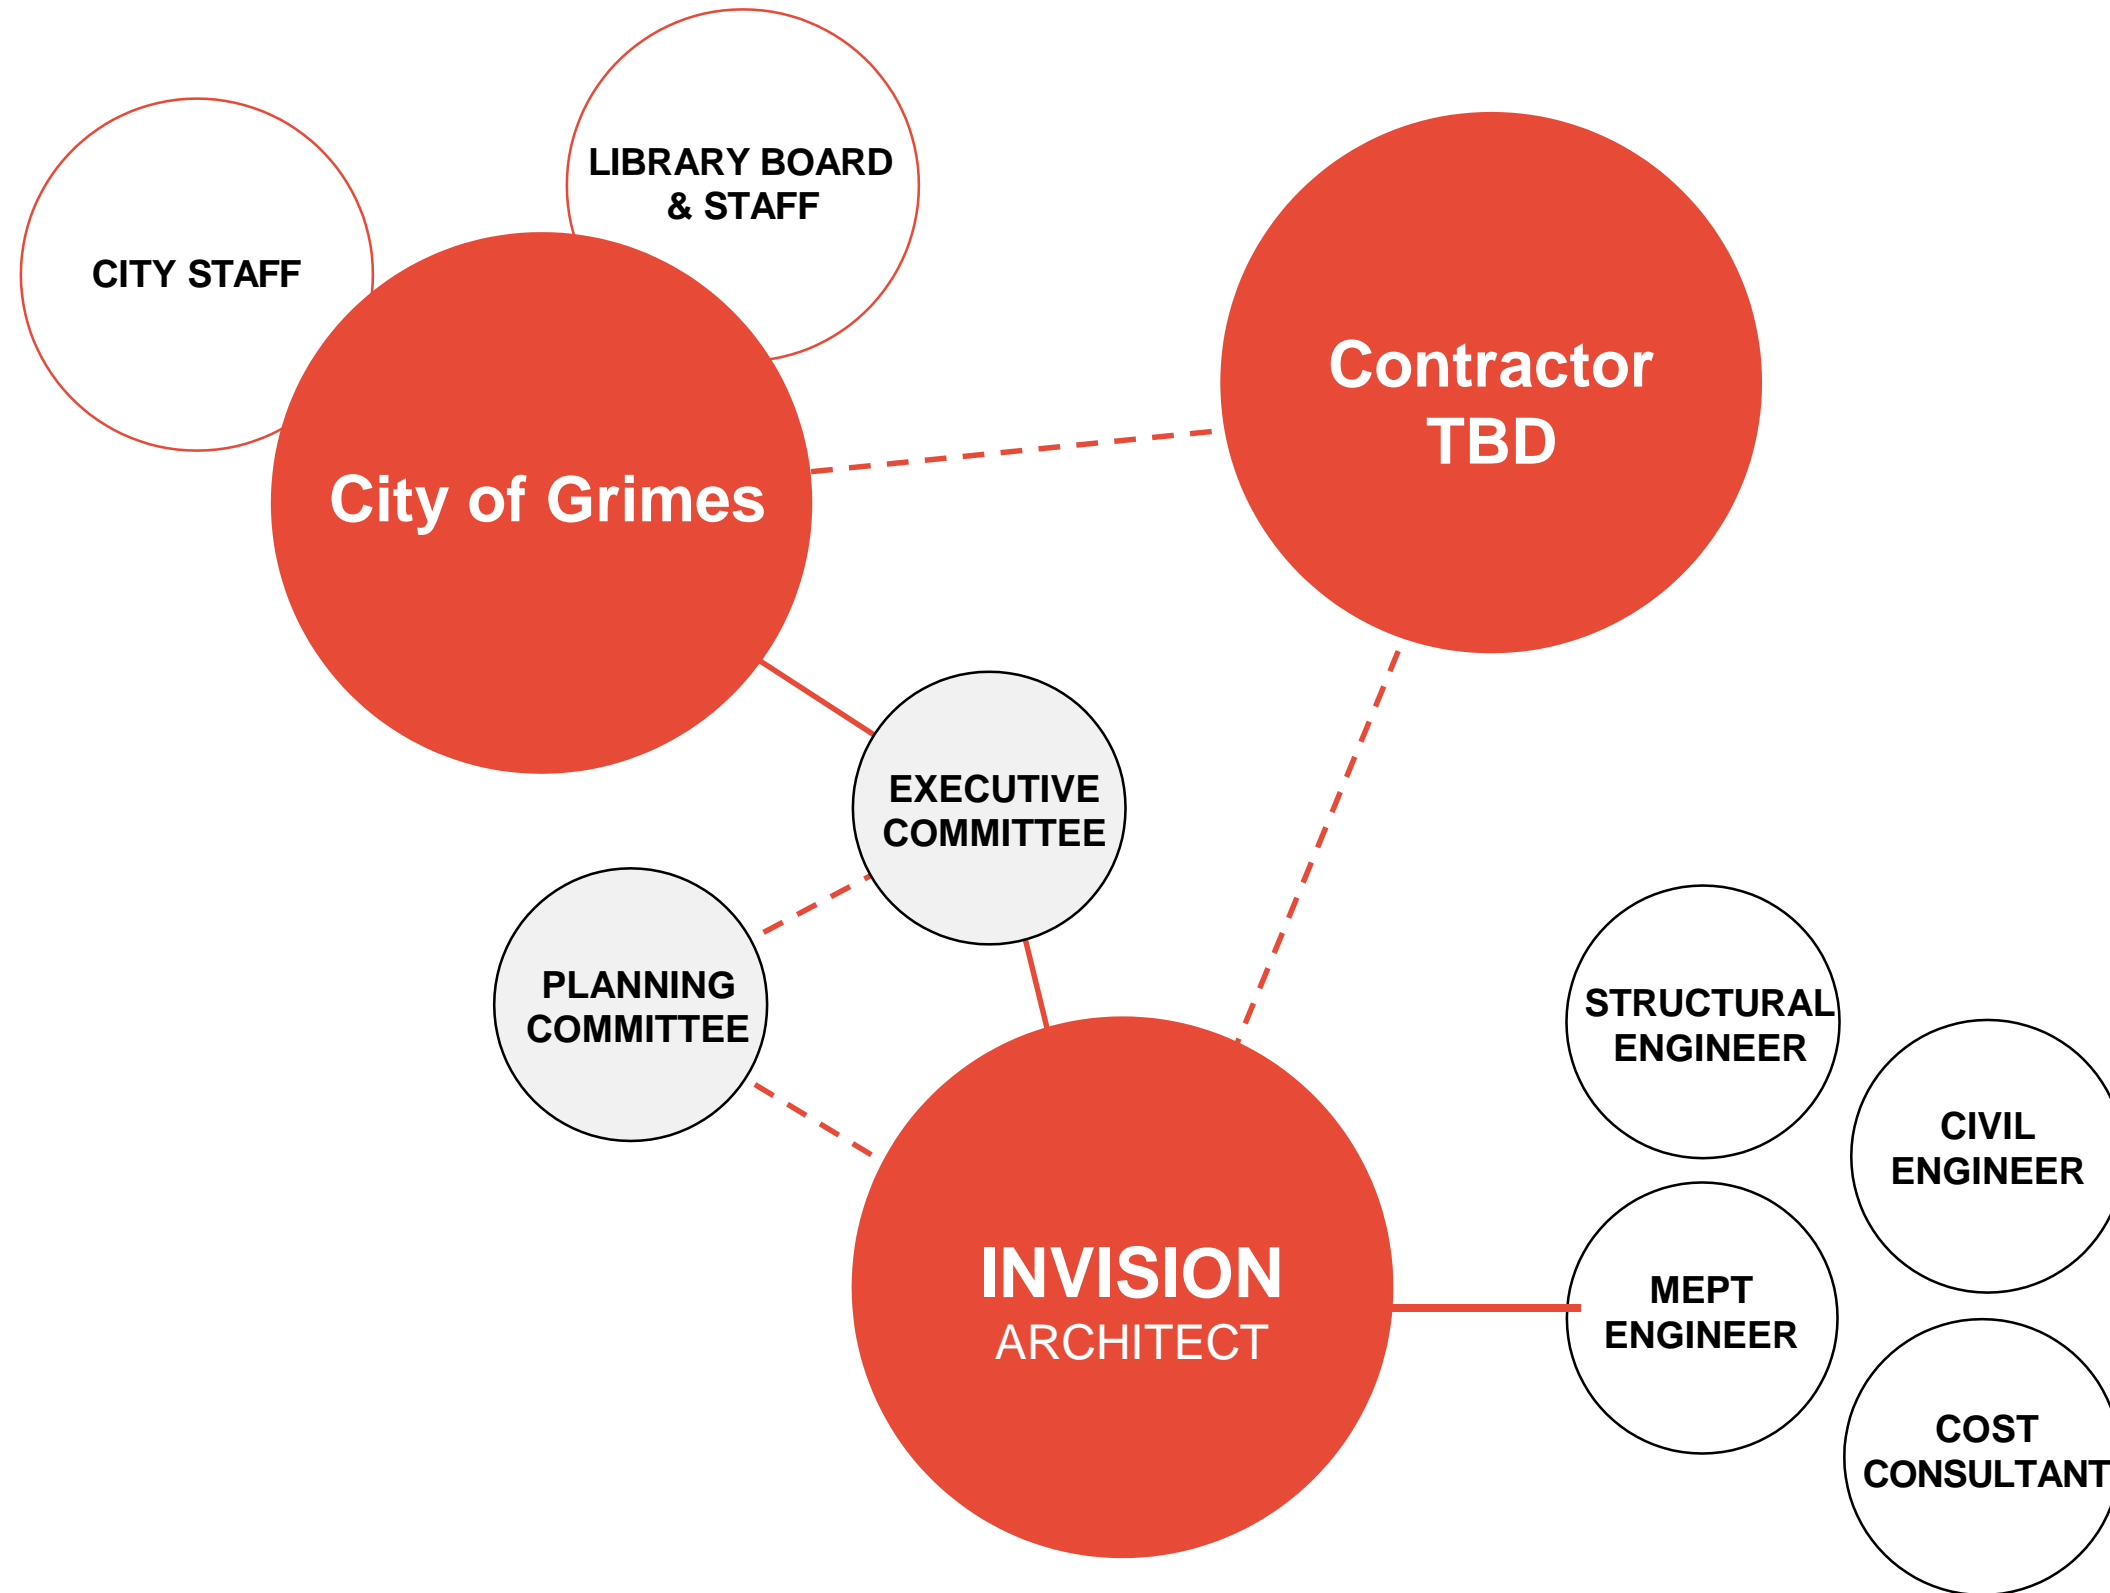 LIBRARY BOARD
& STAFF
CITY STAFF
Contractor
TBD
City of Grimes
EXECUTIVE
COMMITTEE
PLANNING
COMMITTEE
STRUCTURAL
ENGINEER
CIVIL
ENGINEER
INVISION
ARCHITECT
MEPT
ENGINEER
COST
CONSULTANT